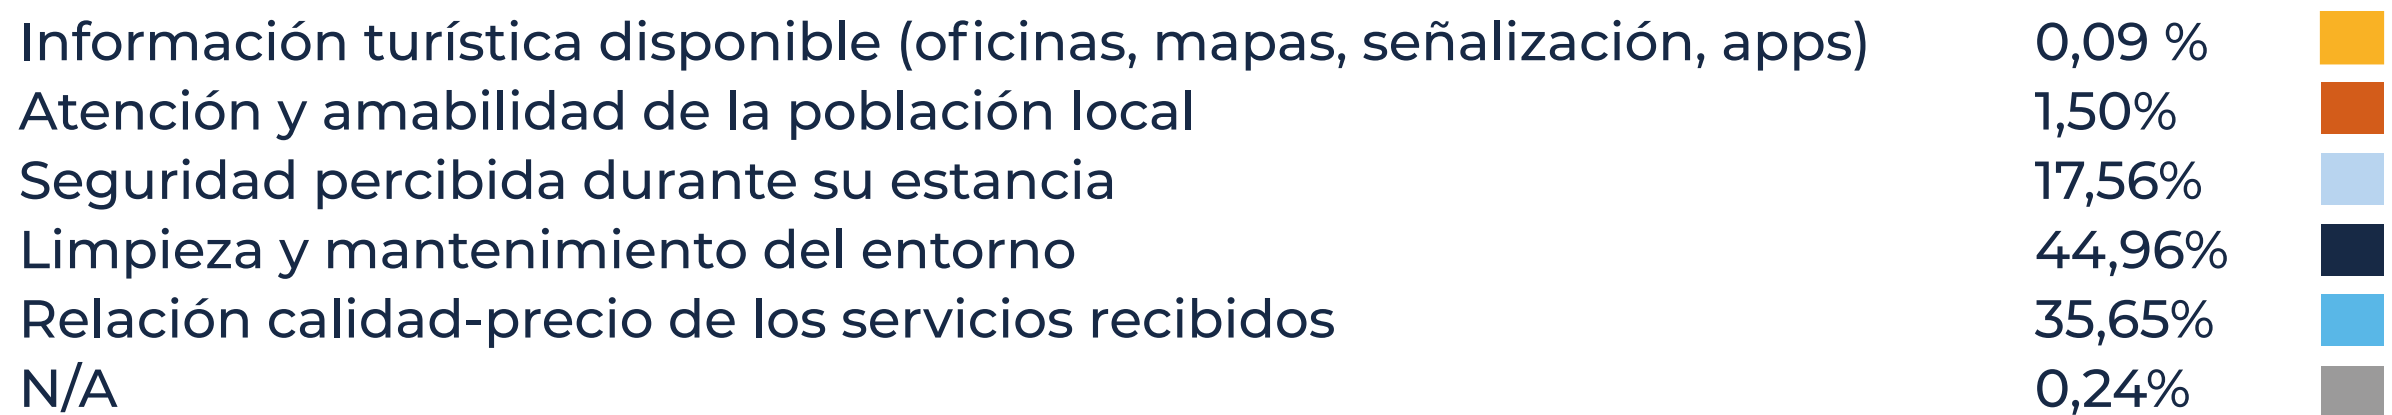 Información turística disponible (oficinas, mapas, señalización, apps) 0,09 %
Atención y amabilidad de la población local 1,50%
Seguridad percibida durante su estancia 17,56%
Limpieza y mantenimiento del entorno 44,96%
Relación calidad-precio de los servicios recibidos 35,65%
N/A 0,24%